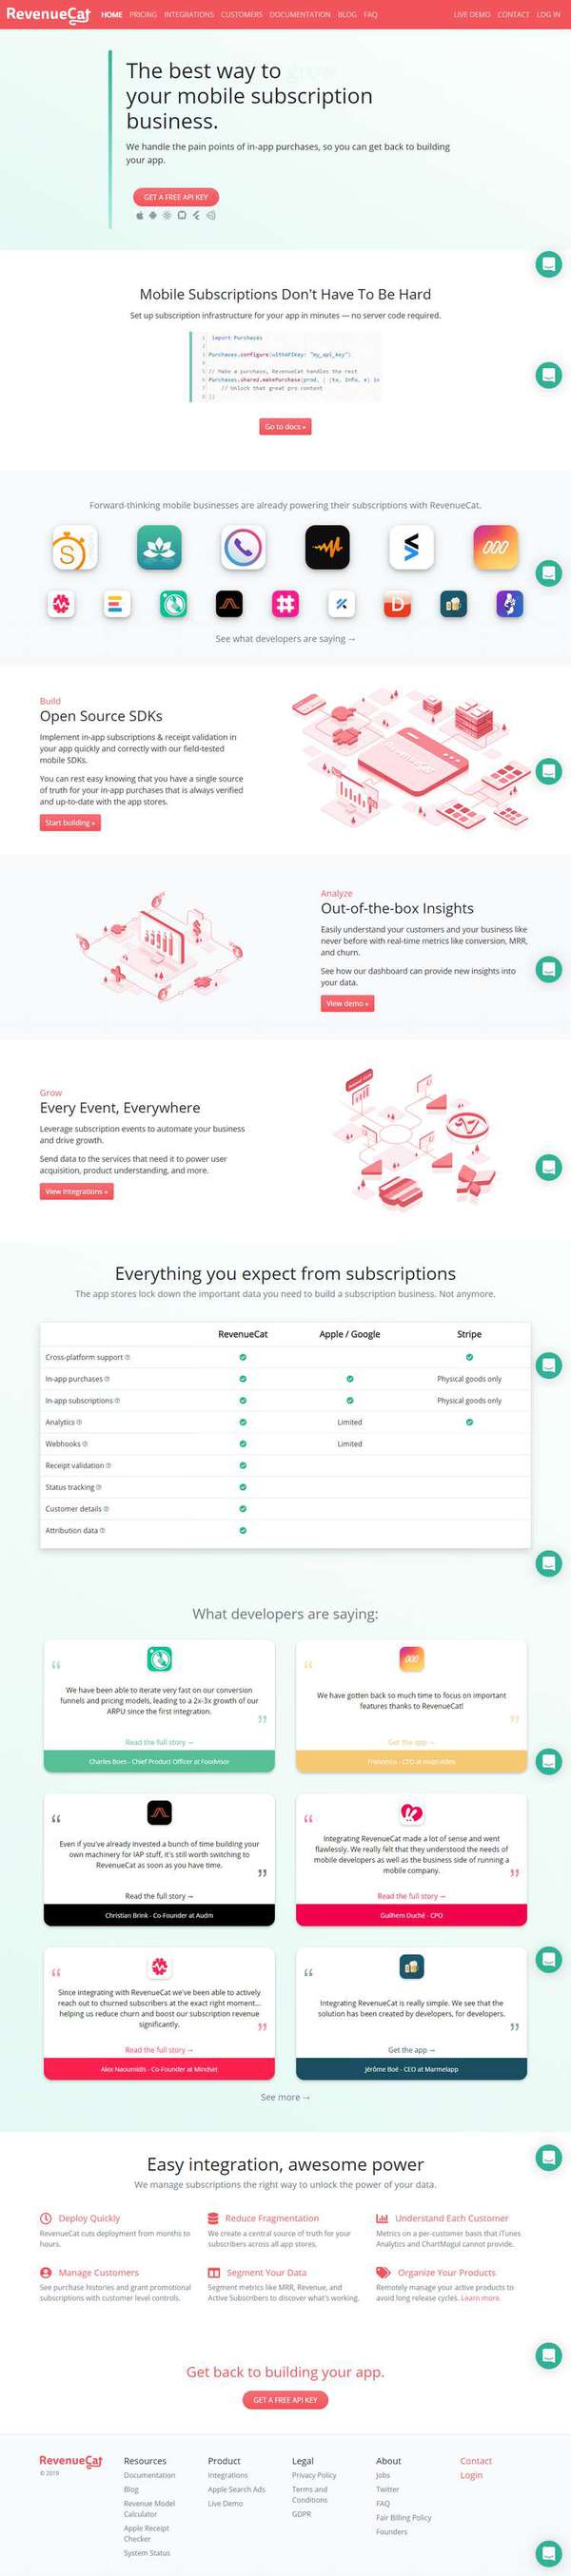 RevenueCat HOME PRICING INTEGRATIONS CUSTOMERS DOCUMENTATION BLOG FAQ LIVE DEMO CONTACT LOG IN
The best way to grow
your mobile subscription
business.
We handle the pain points of in-app purchases, so you can get back to building
your app.
GET A FREE API KEY
Mobile Subscriptions Don't Have To Be Hard
Set up subscription infrastructure for your app in minutes — no server code required.
1 import Purchases
2
3 Purchases.configure(withAPIKey: "my_api_key")
4
5 // Make a purchase, RevenueCat handles the rest
6 Purchases.shared.makePurchase(prod, { (tx, info, e) in
7 // Unlock that great pro content
8 })
Go to docs »
Forward-thinking mobile businesses are already powering their subscriptions with RevenueCat.
See what developers are saying →
Build
Open Source SDKs
Implement in-app subscriptions & receipt validation in
your app quickly and correctly with our field-tested
mobile SDKs.
You can rest easy knowing that you have a single source
of truth for your in-app purchases that is always verified
and up-to-date with the app stores.
Start building »
Analyze
Out-of-the-box Insights
Easily understand your customers and your business like
never before with real-time metrics like conversion, MRR,
and churn.
See how our dashboard can provide new insights into
your data.
View demo »
Grow
Every Event, Everywhere
Leverage subscription events to automate your business
and drive growth.
Send data to the services that need it to power user
acquisition, product understanding, and more.
View integrations »
Everything you expect from subscriptions
The app stores lock down the important data you need to build a subscription business. Not anymore.
RevenueCat Apple / Google Stripe
Cross-platform support
In-app purchases Physical goods only
In-app subscriptions Physical goods only
Analytics Limited
Webhooks Limited
Receipt validation
Status tracking
Customer details
Attribution data
What developers are saying:
We have been able to iterate very fast on our conversion
funnels and pricing models, leading to a 2x-3x growth of our
ARPU since the first integration.
Read the full story →
Charles Boes - Chief Product Officer at Foodvisor
We have gotten back so much time to focus on important
features thanks to RevenueCat!
Get the app →
CTO at
Even if you've already invested a bunch of time building your
own machinery for IAP stuff, it's still worth switching to
RevenueCat as soon as you have time.
Read the full story →
Christian Brink - Co-Founder at Audm
Integrating RevenueCat made a lot of sense and went
flawlessly. We really felt that they understood the needs of
mobile developers as well as the business side of running a
mobile company.
Read the full story →
Guilhem Duché - CPO
Since integrating with RevenueCat we've been able to actively
reach out to churned subscribers at the exact right moment...
helping us reduce churn and boost our subscription revenue
significantly.
Read the full story →
Alex Naoumidis - Co-Founder at Mindset
Integrating RevenueCat is really simple. We see that the
solution has been created by developers, for developers.
Get the app →
Jérôme Boé - CEO at Marmelapp
See more →
Easy integration, awesome power
We manage subscriptions the right way to unlock the power of your data.
Deploy Quickly
RevenueCat cuts deployment from months to
hours.
Reduce Fragmentation
We create a central source of truth for your
subscribers across all app stores.
Understand Each Customer
Metrics on a per-customer basis that iTunes
Analytics and ChartMogul cannot provide.
Manage Customers
See purchase histories and grant promotional
subscriptions with customer level controls.
Segment Your Data
Segment metrics like MRR, Revenue, and
Active Subscribers to discover what's working.
Organize Your Products
Remotely manage your active products to
avoid long release cycles. Learn more.
Get back to building your app.
GET A FREE API KEY
RevenueCat
© 2019
Resources
Documentation
Blog
Revenue Model
Calculator
Apple Receipt
Checker
System Status
Product
Integrations
Apple Search Ads
Live Demo
Legal
Privacy Policy
Terms and
Conditions
GDPR
About
Jobs
Twitter
FAQ
Fair Billing Policy
Founders
Contact
Login